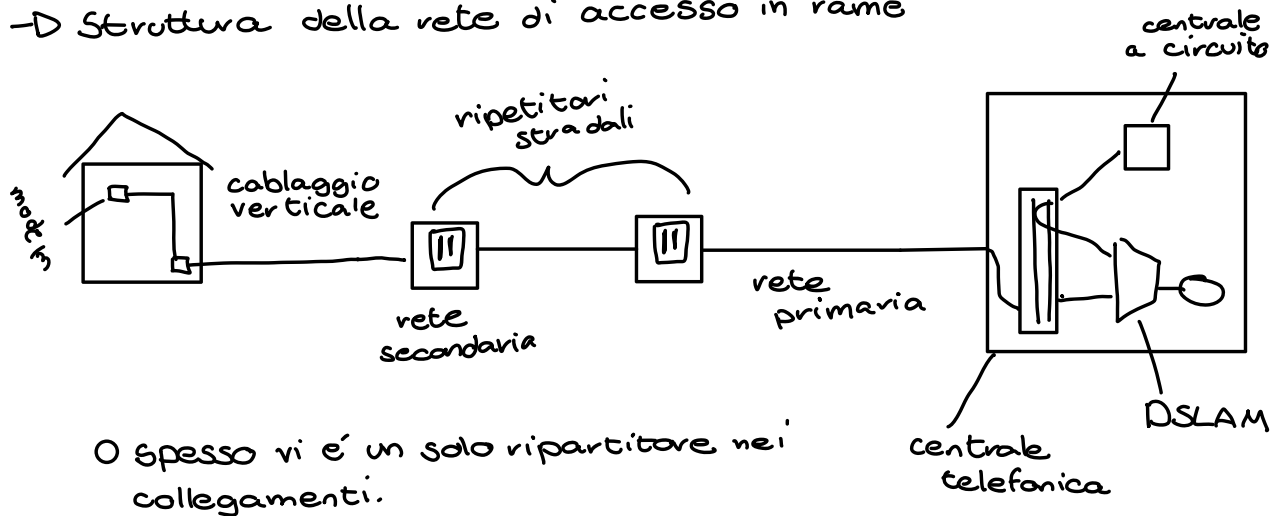 -D Struttura della rete di accesso in rame
centrale
a circuito
ripetitori
stradali
modem
cablaggio
verticale
rete
secondaria
rete
primaria
DSLAM
centrale
telefonica
O spesso vi é un solo ripartitore nei
collegamenti.